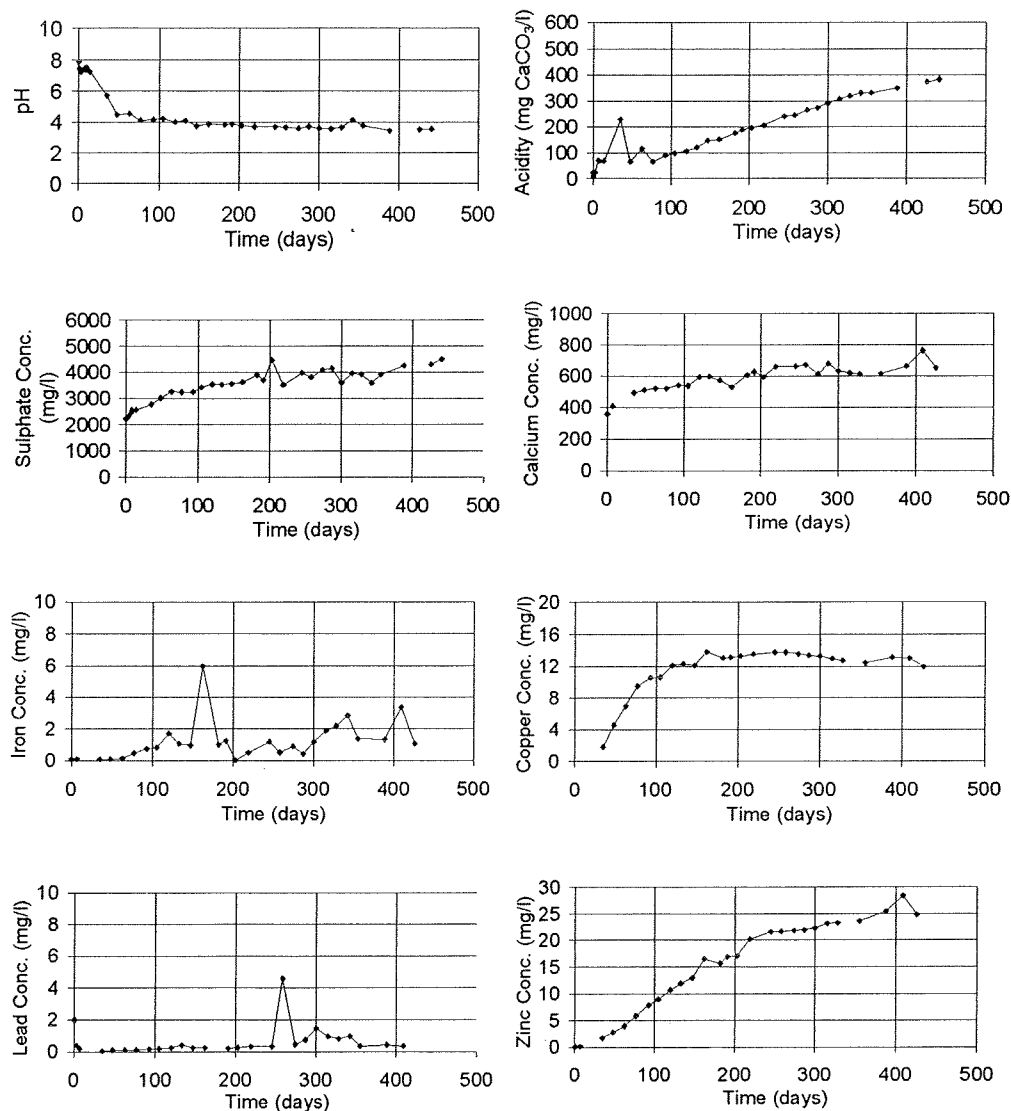 pH
10
8
6
4
2
0
0 100 200 300 400 500
Time (days)
Acidity (mg CaCO3/l)
600
500
400
300
200
100
0
0 100 200 300 400 500
Time (days)
Sulphate Conc.
(mg/l)
6000
5000
4000
3000
2000
1000
0
0 100 200 300 400 500
Time (days)
Calcium Conc. (mg/l)
1000
800
600
400
200
0
0 100 200 300 400 500
Time (days)
Iron Conc. (mg/l)
10
8
6
4
2
0
0 100 200 300 400 500
Time (days)
Copper Conc. (mg/l)
20
16
12
8
4
0
0 100 200 300 400 500
Time (days)
Lead Conc. (mg/l)
10
8
6
4
2
0
0 100 200 300 400 500
Time (days)
Zinc Conc. (mg/l)
30
25
20
15
10
5
0
0 100 200 300 400 500
Time (days)